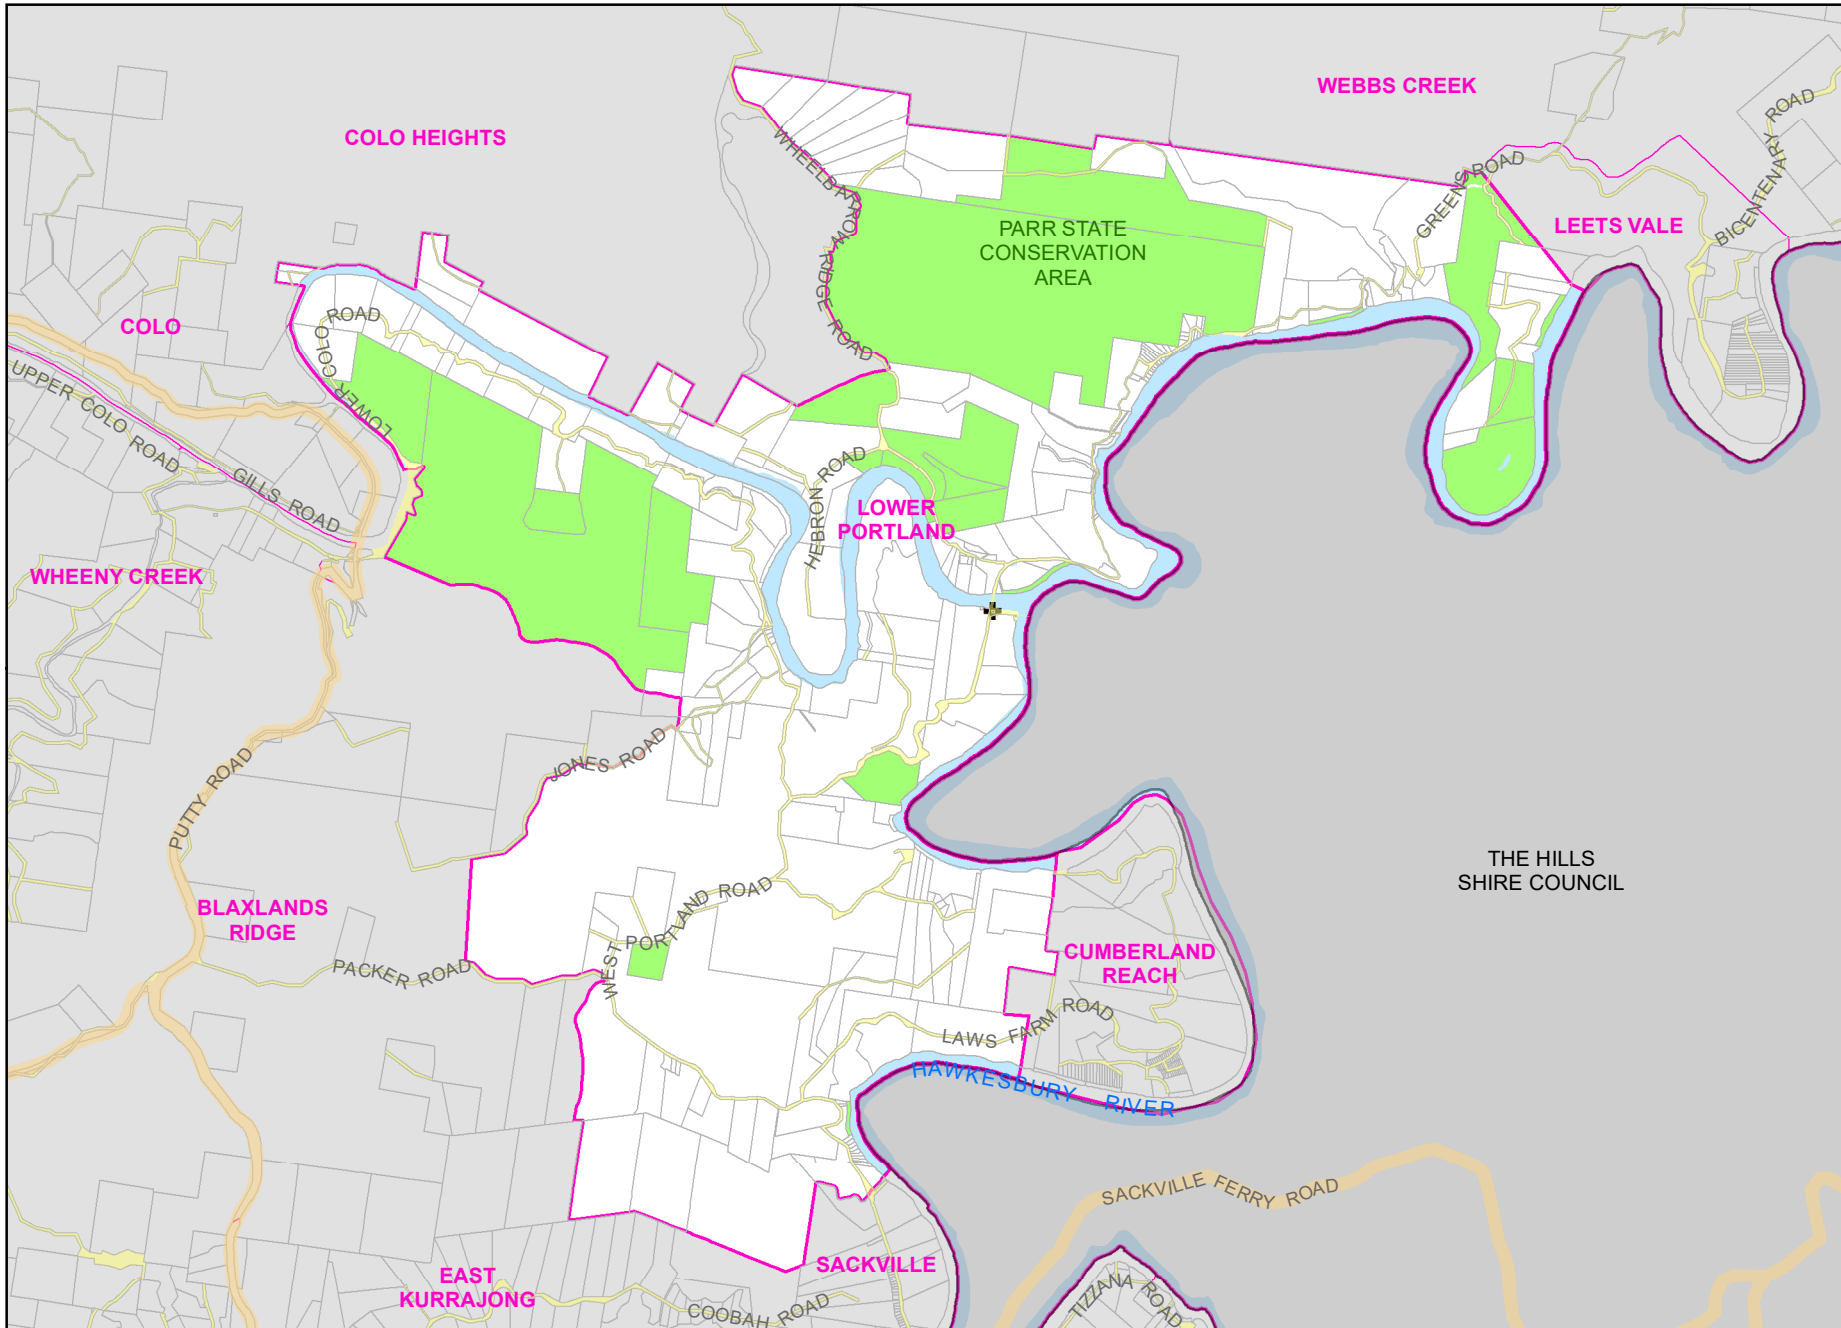 WEBBS CREEK
COLO HEIGHTS
BICENTENARY ROAD
WHEELBARROW RIDGE ROAD
GREENS ROAD
PARR STATE
CONSERVATION
AREA
LEETS VALE
COLO
LOWER COLO ROAD
UPPER COLO ROAD
GILLS ROAD
HEBRON ROAD
LOWER
PORTLAND
WHEENY CREEK
JONES ROAD
PUTTY ROAD
THE HILLS
SHIRE COUNCIL
BLAXLANDS
RIDGE
WEST PORTLAND ROAD
PACKER ROAD
CUMBERLAND
REACH
LAWS FARM ROAD
HAWKESBURY RIVER
SACKVILLE FERRY ROAD
SACKVILLE
EAST
KURRAJONG
COOBAH ROAD
TIZZANA ROAD